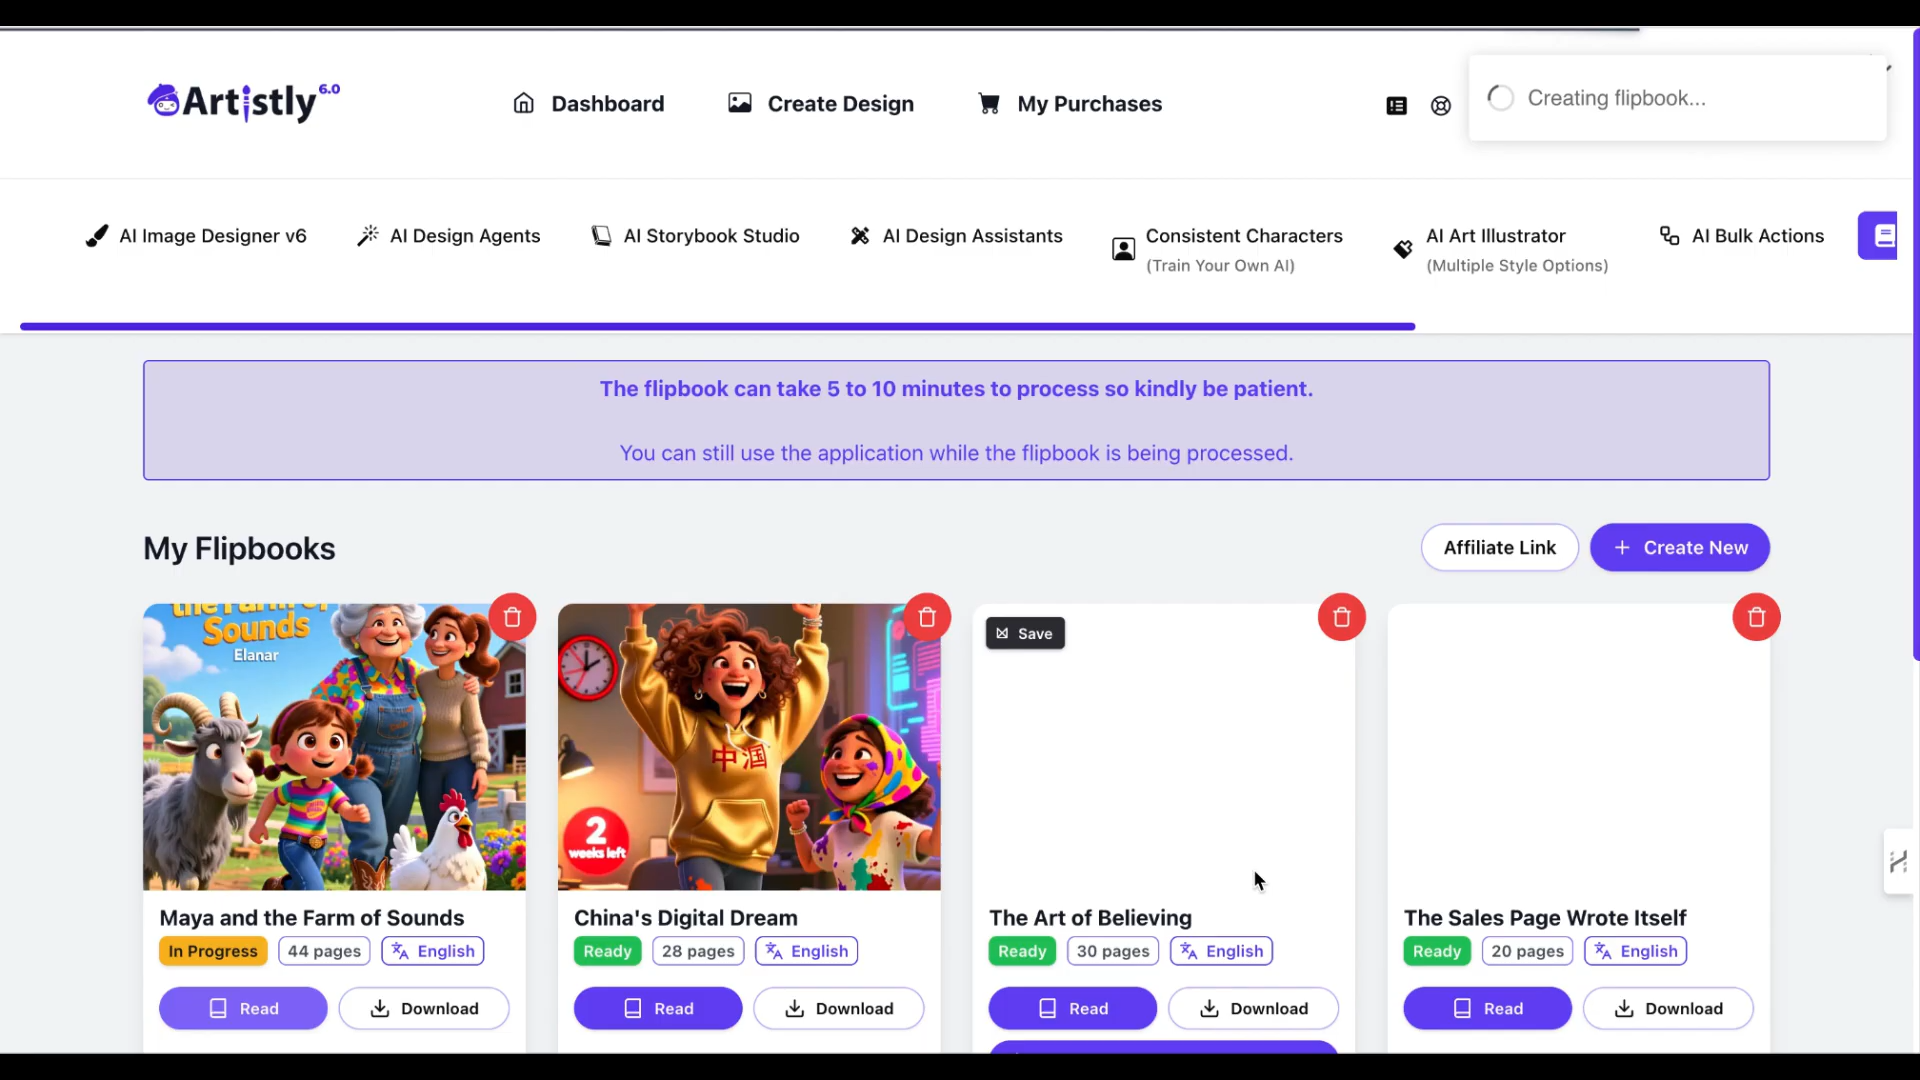 Artistly 6.0
Dashboard
Create Design
My Purchases
Creating flipbook...
AI Image Designer v6
AI Design Agents
AI Storybook Studio
AI Design Assistants
Consistent Characters
(Train Your Own AI)
AI Art Illustrator
(Multiple Style Options)
AI Bulk Actions
The flipbook can take 5 to 10 minutes to process so kindly be patient.
You can still use the application while the flipbook is being processed.
My Flipbooks
Affiliate Link
+ Create New
the Farm of
Sounds
Elanar
中国
2
weeks left
Save
Maya and the Farm of Sounds
In Progress
44 pages
English
Read
Download
China's Digital Dream
Ready
28 pages
English
Read
Download
The Art of Believing
Ready
30 pages
English
Read
Download
The Sales Page Wrote Itself
Ready
20 pages
English
Read
Download